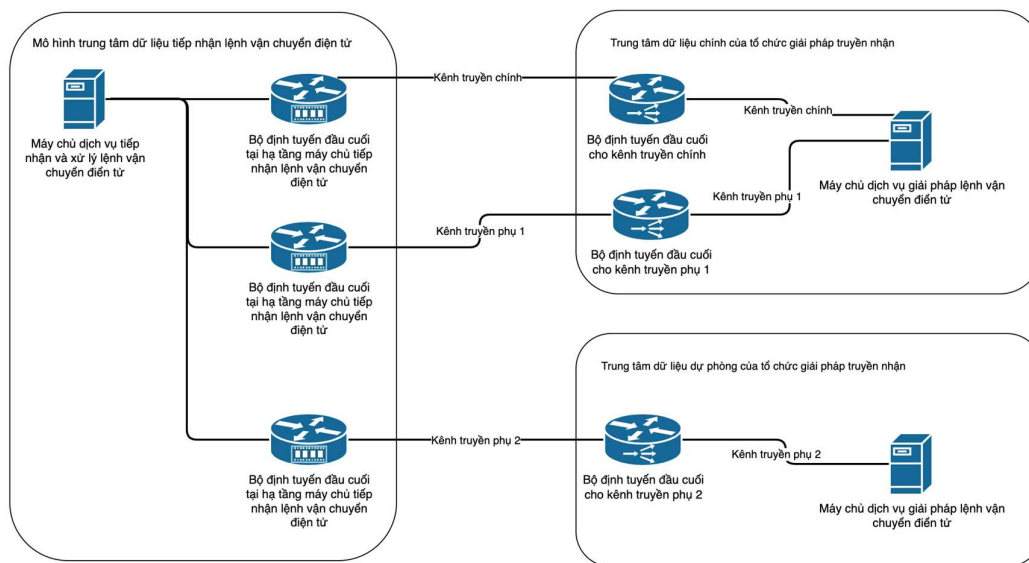 Mô hình trung tâm dữ liệu tiếp nhận lệnh vận chuyển điện tử
Máy chủ dịch vụ tiếp
nhận và xử lý lệnh vận
chuyển điển tử
Bộ định tuyến đầu cuối
tại hạ tầng máy chủ tiếp
nhận lệnh vận chuyển
điện tử
Bộ định tuyến đầu cuối
tại hạ tầng máy chủ tiếp
nhận lệnh vận chuyển
điện tử
Bộ định tuyến đầu cuối
tại hạ tầng máy chủ tiếp
nhận lệnh vận chuyển
điện tử
Kênh truyền chính
Kênh truyền phụ 1
Kênh truyền phụ 2
Trung tâm dữ liệu chính của tổ chức giải pháp truyền nhận
Bộ định tuyến đầu cuối
cho kênh truyền chính
Kênh truyền chính
Máy chủ dịch vụ giải pháp lệnh vận
chuyển điển tử
Kênh truyền phụ 1
Bộ định tuyến đầu cuối
cho kênh truyền phụ 1
Trung tâm dữ liệu dự phòng của tổ chức giải pháp truyền nhận
Bộ định tuyến đầu cuối
cho kênh truyền phụ 2
Kênh truyền phụ 2
Máy chủ dịch vụ giải pháp lệnh vận
chuyển điển tử